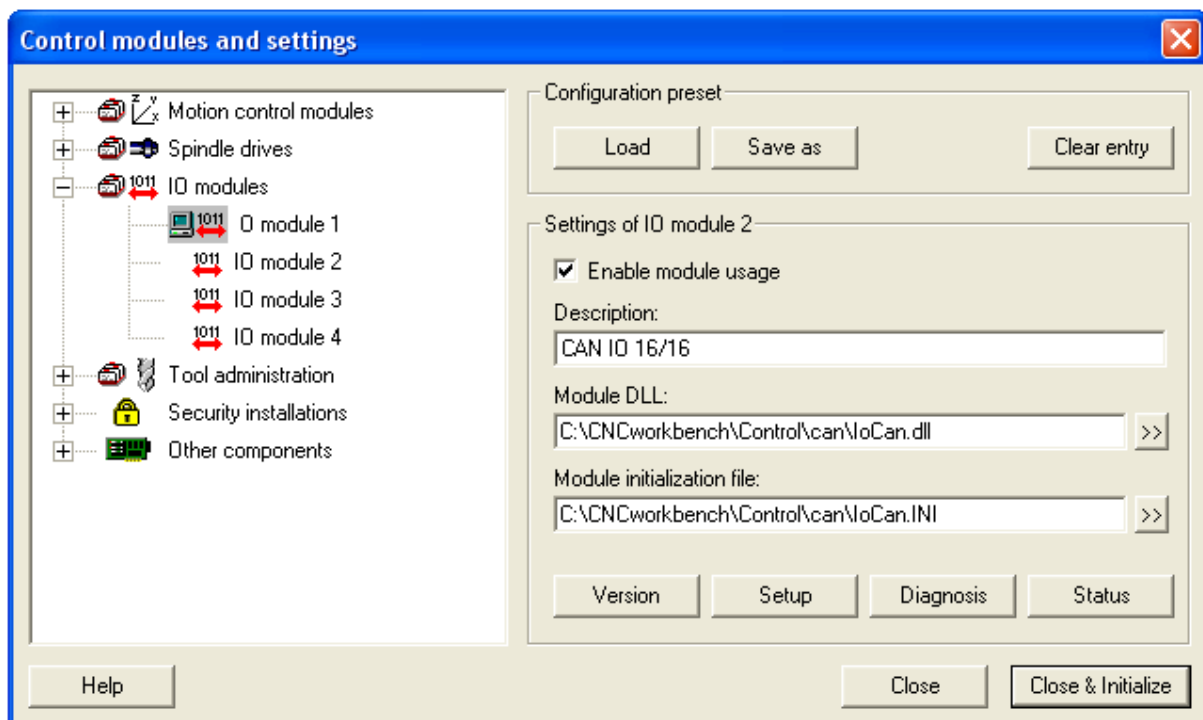 Control modules and settings
Motion control modules
Spindle drives
IO modules
O module 1
IO module 2
IO module 3
IO module 4
Tool administration
Security installations
Other components
Configuration preset
Load Save as Clear entry
Settings of IO module 2
Enable module usage
Description:
CAN IO 16/16
Module DLL:
C:\CNCworkbench\Control\can\IoCan.dll >>
Module initialization file:
C:\CNCworkbench\Control\can\IoCan.INI >>
Version Setup Diagnosis Status
Help Close Close & Initialize